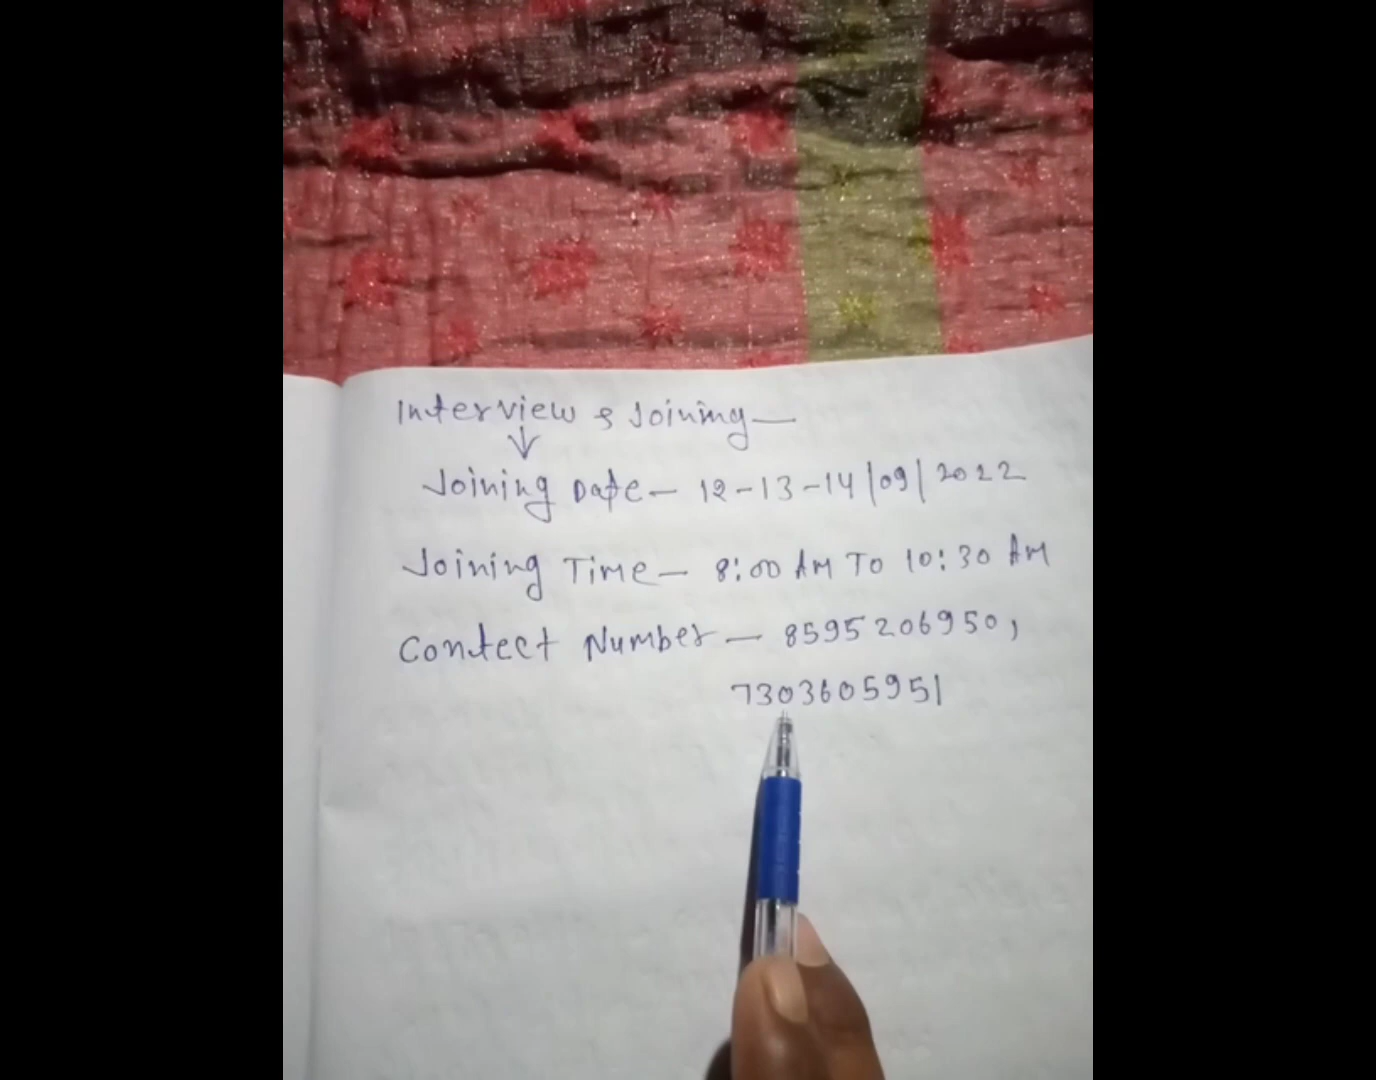 Interview & Joining—
↓
Joining Date— 12-13-14/09/2022
Joining Time— 8:00 AM To 10:30 AM
Contect Number— 8595206950,
7303605951